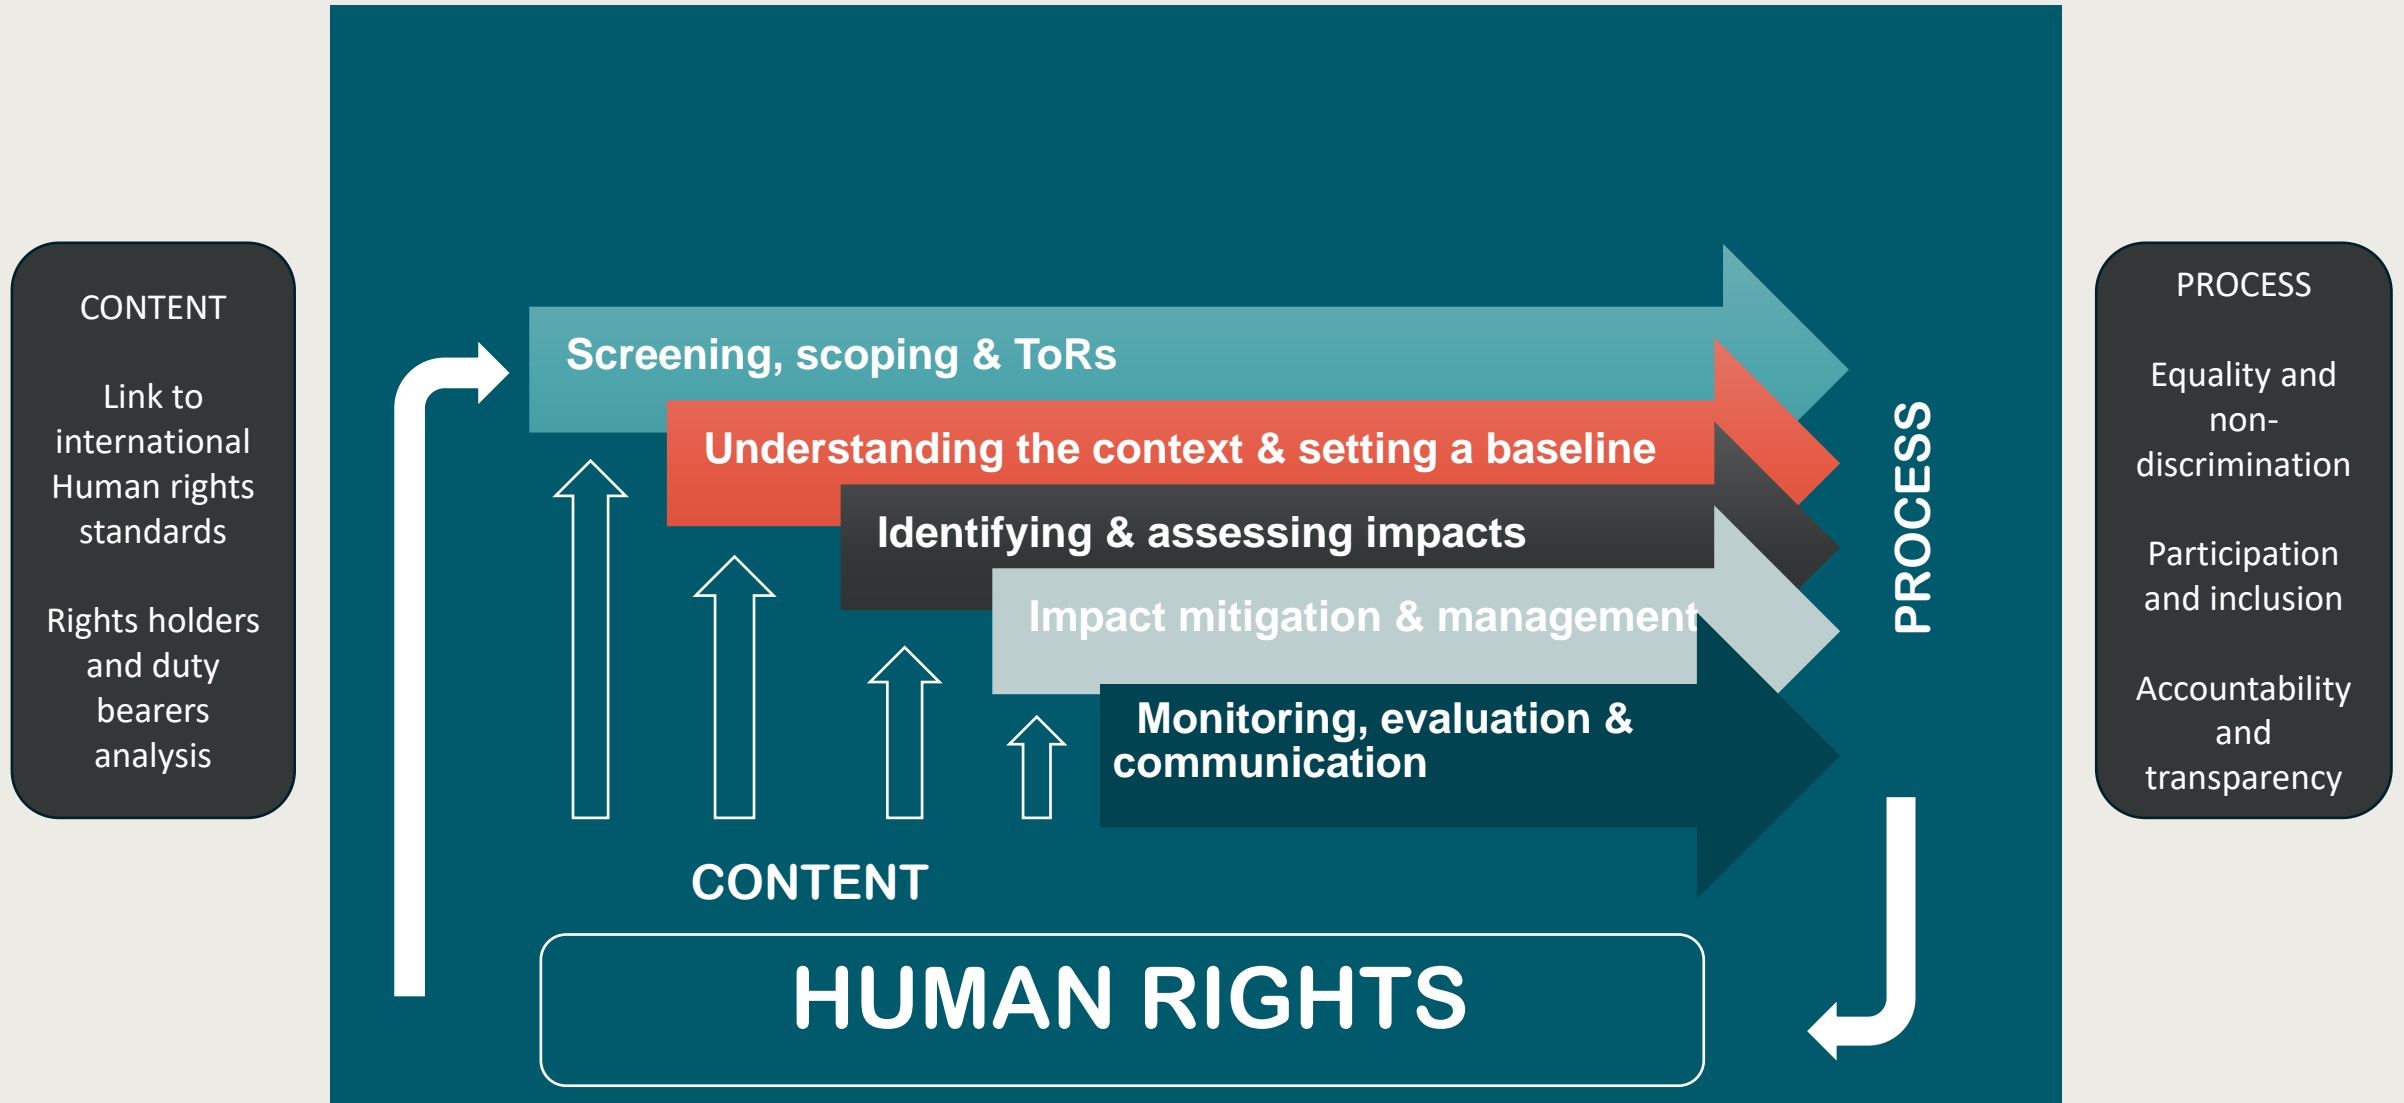 CONTENT
Link to
international
Human rights
standards
Rights holders
and duty
bearers
analysis
Screening, scoping & ToRs
Understanding the context & setting a baseline
Identifying & assessing impacts
Impact mitigation & management
Monitoring, evaluation &
communication
PROCESS
CONTENT
HUMAN RIGHTS
PROCESS
Equality and
non-
discrimination
Participation
and inclusion
Accountability
and
transparency